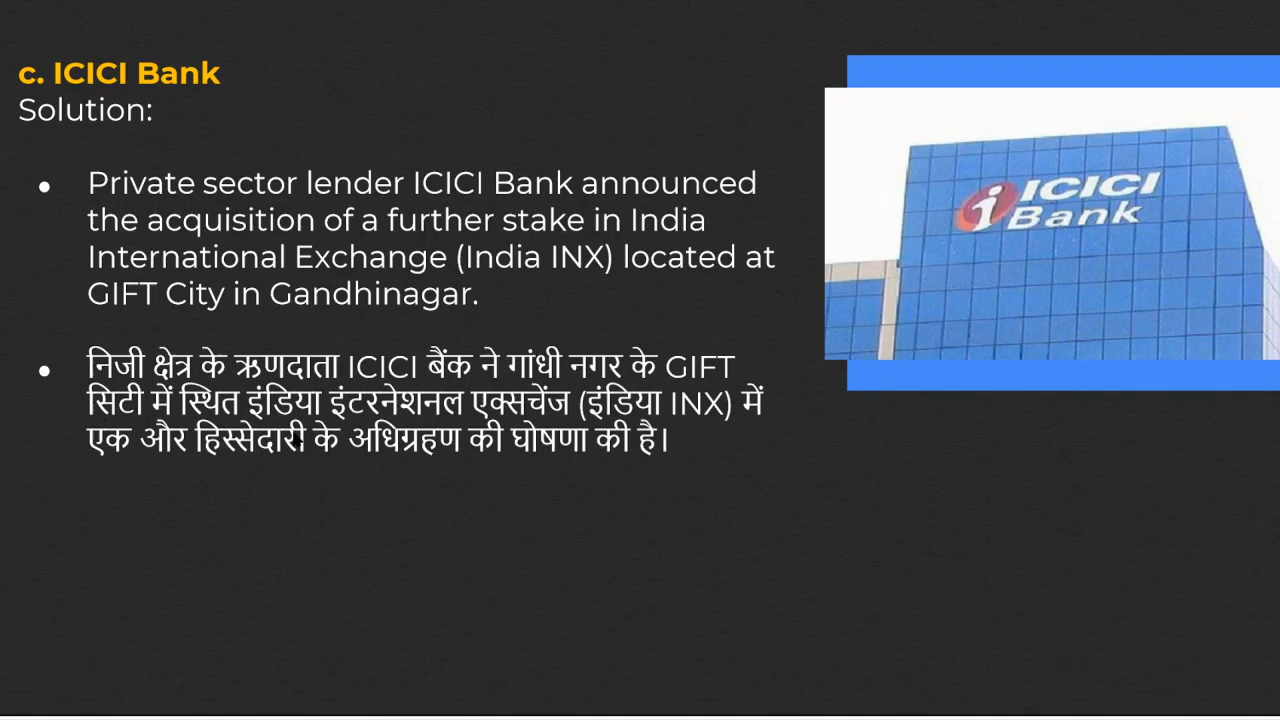 c. ICICI Bank
Solution:
● Private sector lender ICICI Bank announced
the acquisition of a further stake in India
International Exchange (India INX) located at
GIFT City in Gandhinagar.
● निजी क्षेत्र के ऋणदाता ICICI बैंक ने गांधी नगर के GIFT
सिटी में स्थित इंडिया इंटरनेशनल एक्सचेंज (इंडिया INX) में
एक और हिस्सेदारी के अधिग्रहण की घोषणा की है।
ICICI
Bank